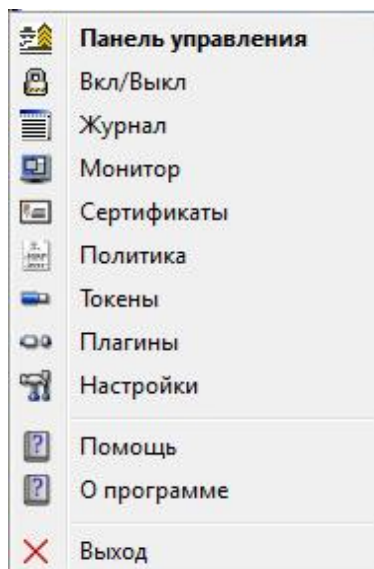 Панель управления
Вкл/Выкл
Журнал
Монитор
Сертификаты
Политика
Токены
Плагины
Настройки
Помощь
О программе
Выход